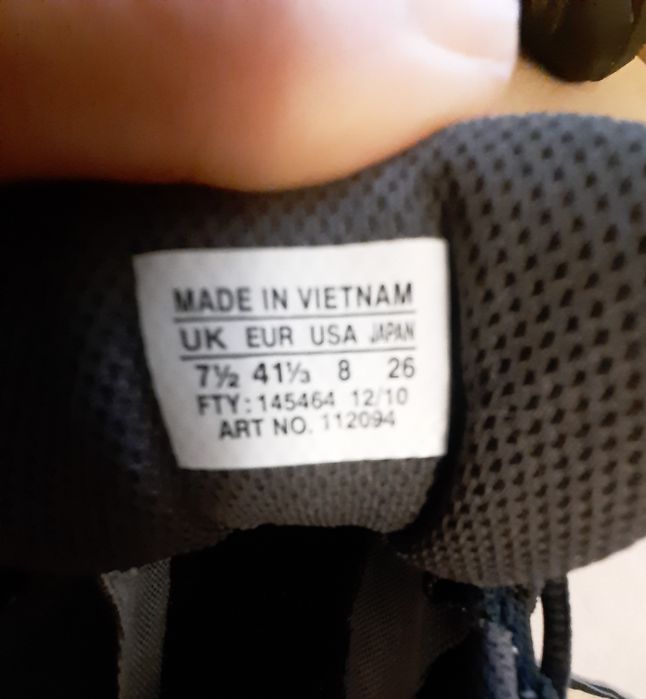 MADE IN VIETNAM
UK EUR USA JAPAN
7½ 41⅓ 8 26
FTY: 145464 12/10
ART NO. 112094